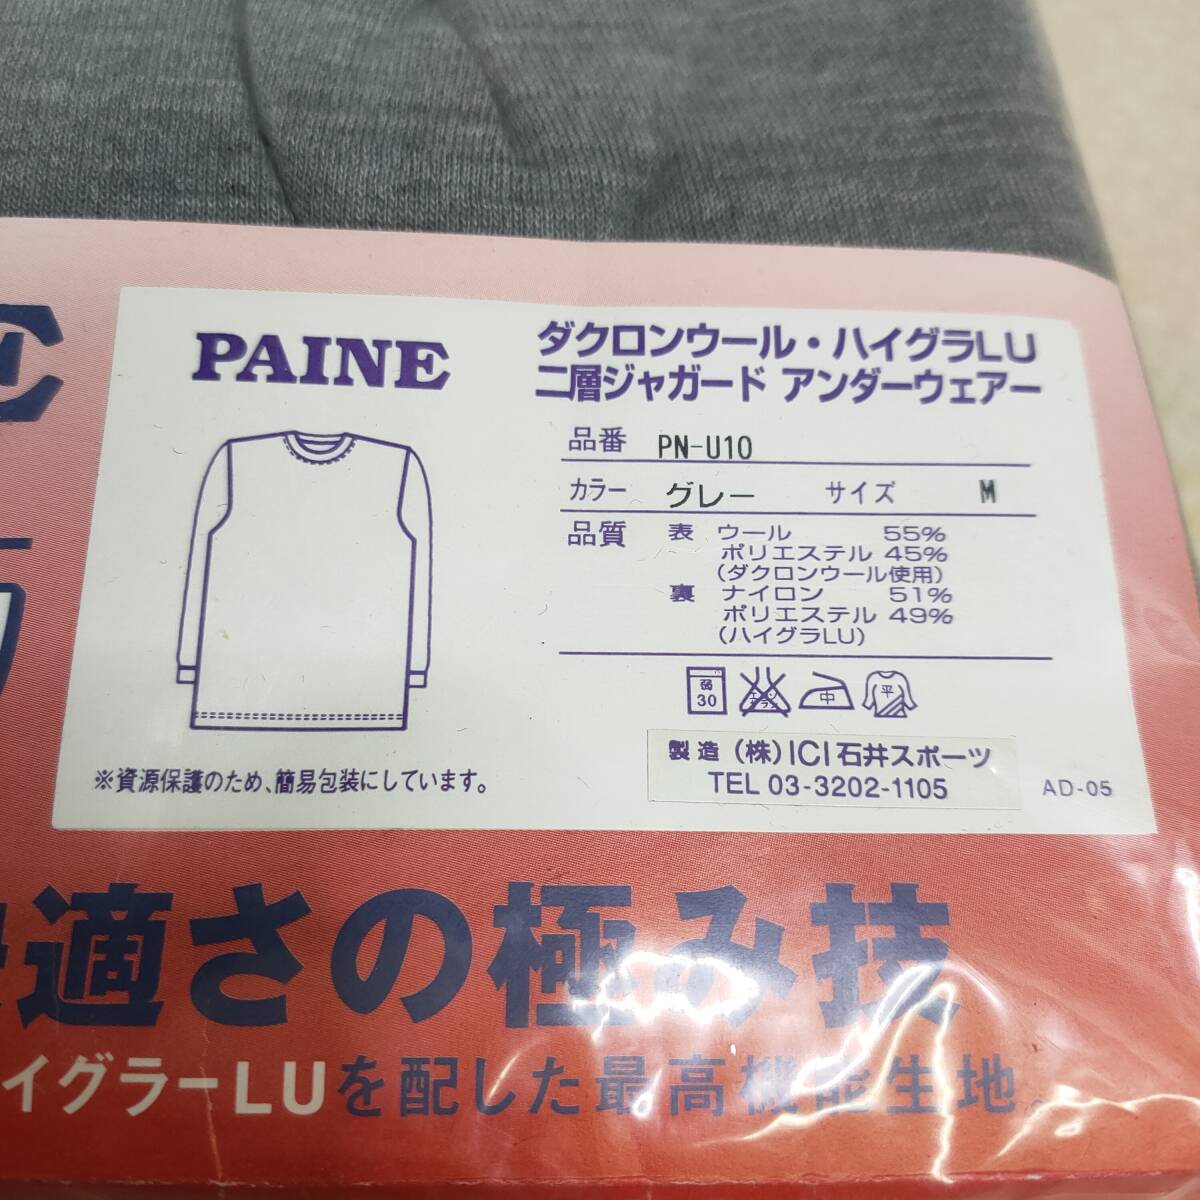 PAINE
ダクロンウール・ハイグラLU
二層ジャガード アンダーウェアー
品番 PN-U10
カラー グレー サイズ M
品質 表 ウール 55%
ポリエステル 45%
(ダクロンウール使用)
裏 ナイロン 51%
ポリエステル 49%
(ハイグラLU)
弱 30 エンソ 中 平
※資源保護のため、簡易包装にしています。
製造 (株)ICI石井スポーツ
TEL 03-3202-1105
AD-05
適さの極み技
イグラーLUを配した最高機能生地。